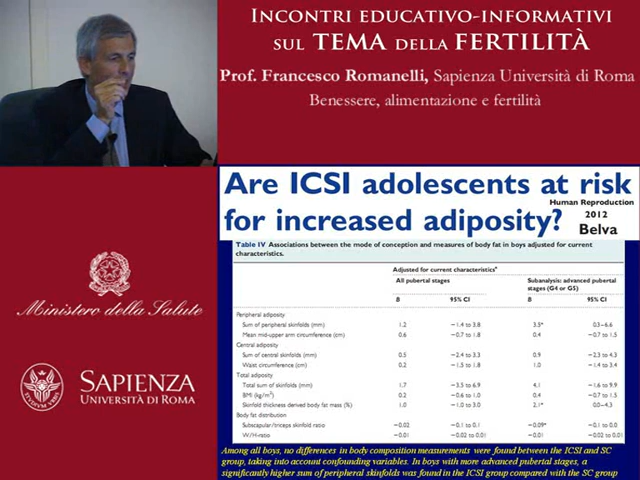 INCONTRI EDUCATIVO-INFORMATIVI
SUL TEMA DELLA FERTILITÀ
Prof. Francesco Romanelli, Sapienza Università di Roma
Benessere, alimentazione e fertilità
Are ICSI adolescents at risk
for increased adiposity?
Human Reproduction
2012
Belva
Table IV Associations between the mode of conception and measures of body fat in boys adjusted for current
characteristics.
Adjusted for current characteristics
All pubertal stages Subanalysis: advanced pubertal
stages (G4 or G5)
B 95% CI B 95% CI
Peripheral adiposity
Sum of peripheral skinfolds (mm) 1.2 −1.4 to 3.8 3.5* 0.3–6.6
Mean mid-upper arm circumference (cm) 0.6 −0.7 to 1.8 0.4 −0.7 to 1.5
Central adiposity
Sum of central skinfolds (mm) 0.5 −2.4 to 3.3 0.9 −2.3 to 4.3
Waist circumference (cm) 0.2 −1.5 to 1.8 1.0 −1.4 to 3.4
Total adiposity
Total sum of skinfolds (mm) 1.7 −3.5 to 6.9 4.1 −1.6 to 9.9
BMI (kg/m²) 0.2 −0.6 to 1.0 0.4 −0.7 to 1.5
Skinfold thickness derived body fat mass (%) 1.0 −1.0 to 3.0 2.1* 0.0–4.3
Body fat distribution
Subscapular/triceps skinfold ratio −0.02 −0.1 to 0.1 −0.09* −0.1 to 0.0
W/H-ratio −0.01 −0.02 to 0.01 −0.01 −0.02 to 0.01
Among all boys, no differences in body composition measurements were found between the ICSI and SC
group, taking into account confounding variables. In boys with more advanced pubertal stages, a
significantly higher sum of peripheral skinfolds was found in the ICSI group compared with the SC group
Ministero della Salute
SAPIENZA
UNIVERSITÀ DI ROMA